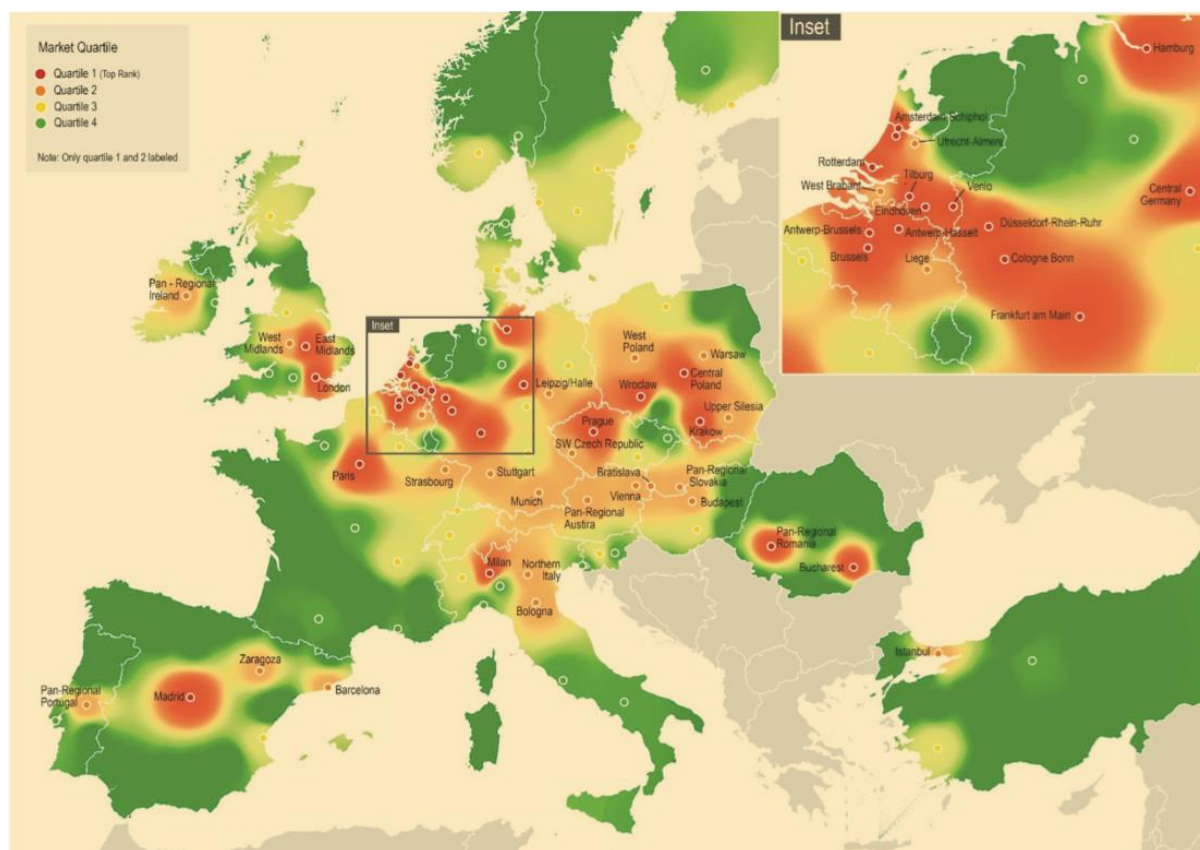 Market Quartile
Quartile 1 (Top Rank)
Quartile 2
Quartile 3
Quartile 4
Note: Only quartile 1 and 2 labeled
Inset
Hamburg
Amsterdam-Schiphol
Utrecht-Almere
Rotterdam
Tilburg
West Brabant
Venlo
Central
Germany
Eindhoven
Düsseldorf-Rhein-Ruhr
Antwerp-Brussels
Antwerp-Hasselt
Brussels
Liege
Cologne Bonn
Frankfurt am Main
Pan - Regional
Ireland
West
Midlands
East
Midlands
London
Inset
West
Poland
Warsaw
Central
Poland
Leipzig/Halle
Wroclaw
Upper Silesia
Prague
Krakow
SW Czech Republic
Paris
Strasbourg
Stuttgart
Bratislava
Pan-Regional
Slovakia
Munich
Vienna
Budapest
Pan-Regional
Austira
Pan-Regional
Romania
Bucharest
Milan
Northern
Italy
Bologna
Zaragoza
Barcelona
Madrid
Pan-Regional
Portugal
Istanbul